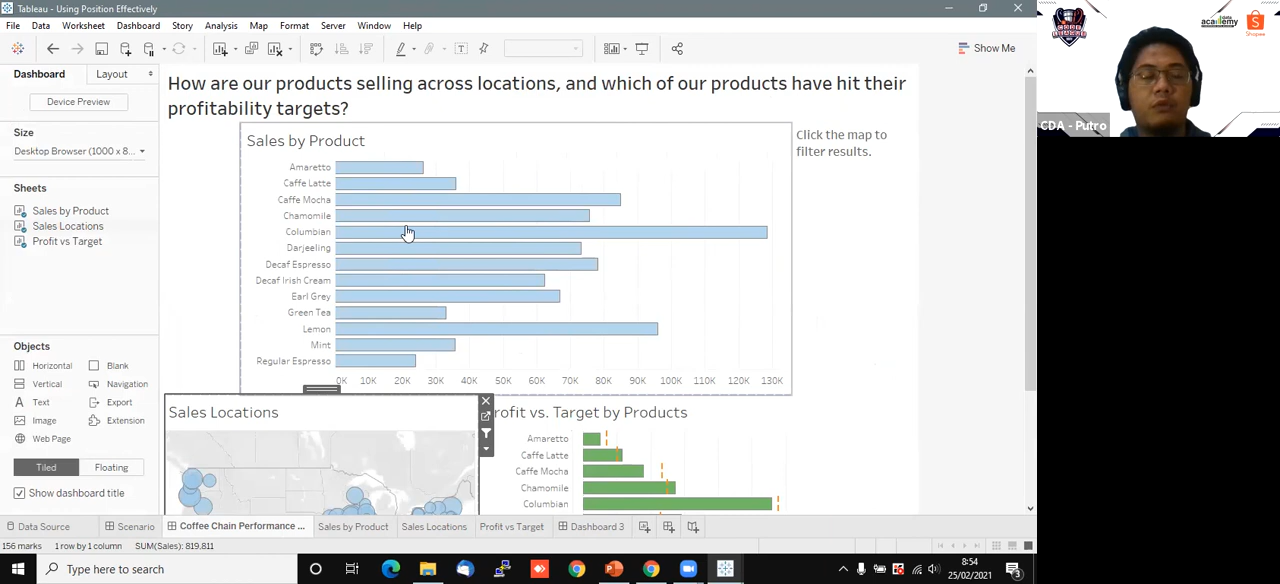 Tableau - Using Position Effectively
File Data Worksheet Dashboard Story Analysis Map Format Server Window Help
Show Me
Dashboard Layout
Device Preview
Size
Desktop Browser (1000 x 8...
Sheets
Sales by Product
Sales Locations
Profit vs Target
Objects
Horizontal Blank
Vertical Navigation
A Text Export
Image Extension
Web Page
Tiled Floating
Show dashboard title
How are our products selling across locations, and which of our products have hit their
profitability targets?
Sales by Product
Amaretto
Caffe Latte
Caffe Mocha
Chamomile
Columbian
Darjeeling
Decaf Espresso
Decaf Irish Cream
Earl Grey
Green Tea
Lemon
Mint
Regular Espresso
0K 10K 20K 30K 40K 50K 60K 70K 80K 90K 100K 110K 120K 130K
Click the map to
filter results.
Sales Locations
rofit vs. Target by Products
Amaretto
Caffe Latte
Caffe Mocha
Chamomile
Columbian
Data Source Scenario Coffee Chain Performance ... Sales by Product Sales Locations Profit vs Target Dashboard 3
156 marks 1 row by 1 column SUM(Sales): 819.811
Type here to search
8:54
25/02/2021
3
CDA - Putro
data
academy
Shopee